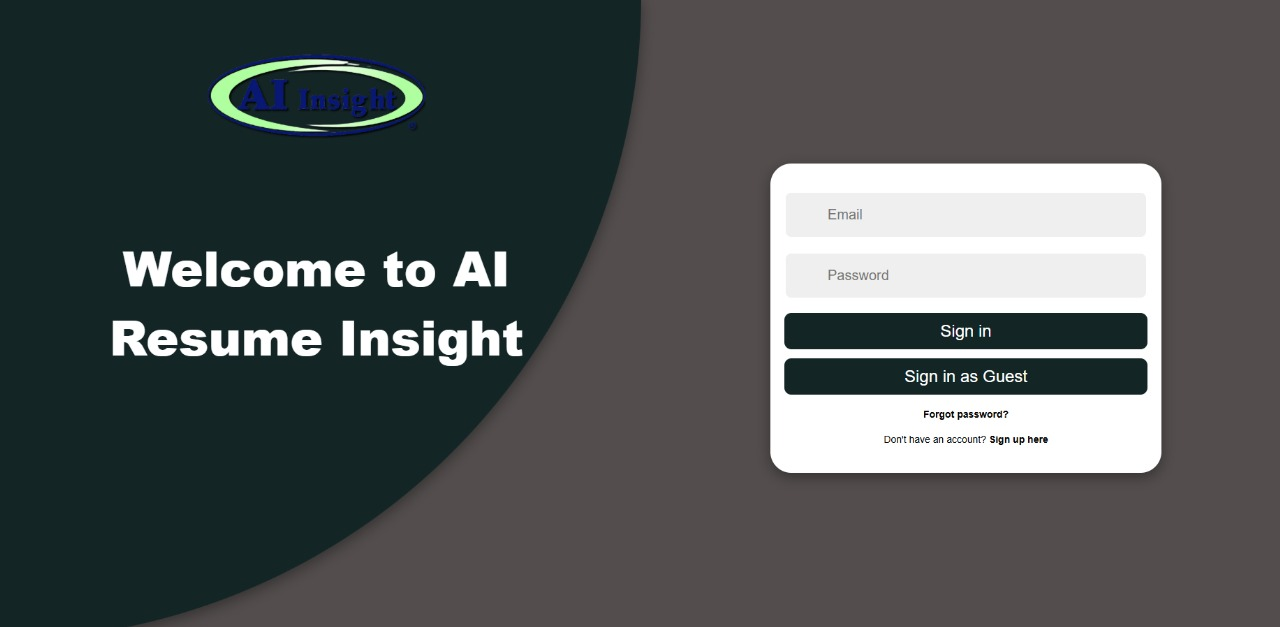 AI Insight
Welcome to AI
Resume Insight
Email
Password
Sign in
Sign in as Guest
Forgot password?
Don't have an account? Sign up here